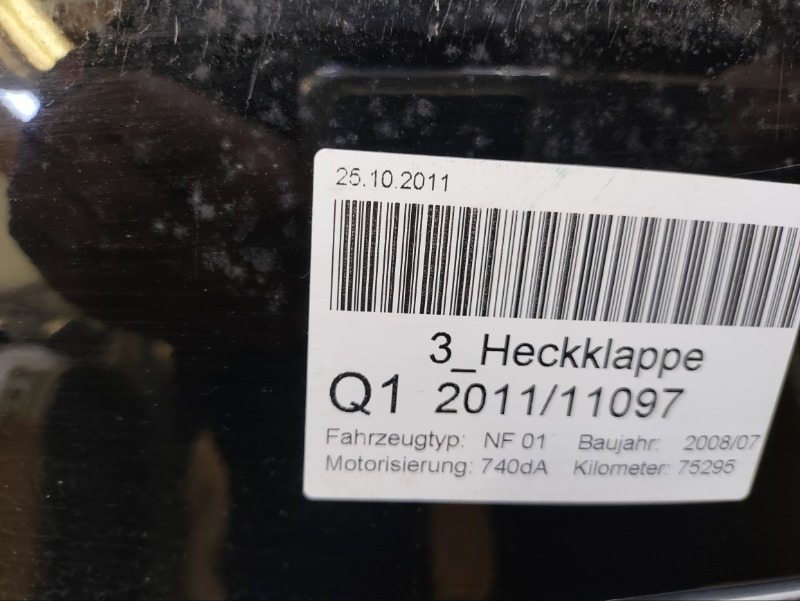 25.10.2011
3_Heckklappe
Q1 2011/11097
Fahrzeugtyp: NF 01 Baujahr: 2008/07
Motorisierung: 740dA Kilometer: 75295